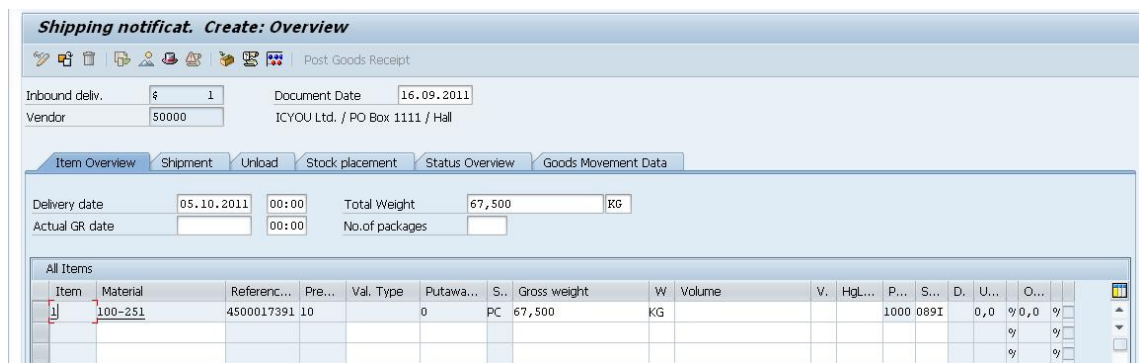 Shipping notificat. Create: Overview
Post Goods Receipt
Inbound deliv. $ 1 Document Date 16.09.2011
Vendor 50000 ICYOU Ltd. / PO Box 1111 / Hall
Item Overview Shipment Unload Stock placement Status Overview Goods Movement Data
Delivery date 05.10.2011 00:00 Total Weight 67,500 KG
Actual GR date 00:00 No.of packages
All Items
Item Material Referenc... Pre... Val. Type Putawa... S.. Gross weight W Volume V. HgL... P... S... D. U... O...
1 100-251 4500017391 10 0 PC 67,500 KG 1000 089I 0,0 % 0,0 %
% %
% %